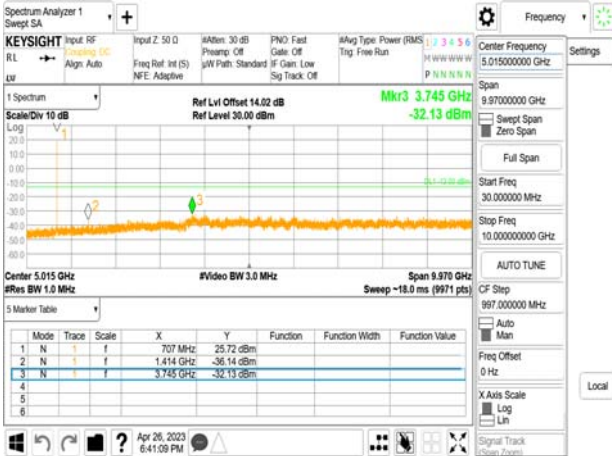 Spectrum Analyzer 1
Swept SA
Frequency
KEYSIGHT Input: RF
RL
Coupling: DC
Align: Auto
Input Z: 50 Ω
Freq Ref: Int (S)
NFE: Adaptive
#Atten: 30 dB
Preamp: Off
µW Path: Standard
PNO: Fast
Gate: Off
IF Gain: Low
Sig Track: Off
#Avg Type: Power (RMS
Trig: Free Run
1 2 3 4 5 6
M W W W W W
P N N N N N
1 Spectrum
Scale/Div 10 dB
Ref Lvl Offset 14.02 dB
Ref Level 30.00 dBm
Mkr3 3.745 GHz
-32.13 dBm
Log
20.0
10.0
0.00
-10.0
-20.0
-30.0
-40.0
-50.0
-60.0
1
2
3
Center 5.015 GHz
#Res BW 1.0 MHz
#Video BW 3.0 MHz
Span 9.970 GHz
Sweep ~18.0 ms (9971 pts)
5 Marker Table
Mode Trace Scale X Y Function Function Width Function Value
1 N 1 f 707 MHz 25.72 dBm
2 N 1 f 1.414 GHz -36.14 dBm
3 N 1 f 3.745 GHz -32.13 dBm
4
5
6
Apr 26, 2023
6:41:09 PM
Center Frequency
5.015000000 GHz
Settings
Span
9.97000000 GHz
Swept Span
Zero Span
Full Span
Start Freq
30.000000 MHz
Stop Freq
10.000000000 GHz
AUTO TUNE
CF Step
997.000000 MHz
Auto
Man
Freq Offset
0 Hz
X Axis Scale
Log
Lin
Local
Signal Track
(Span Zoom)